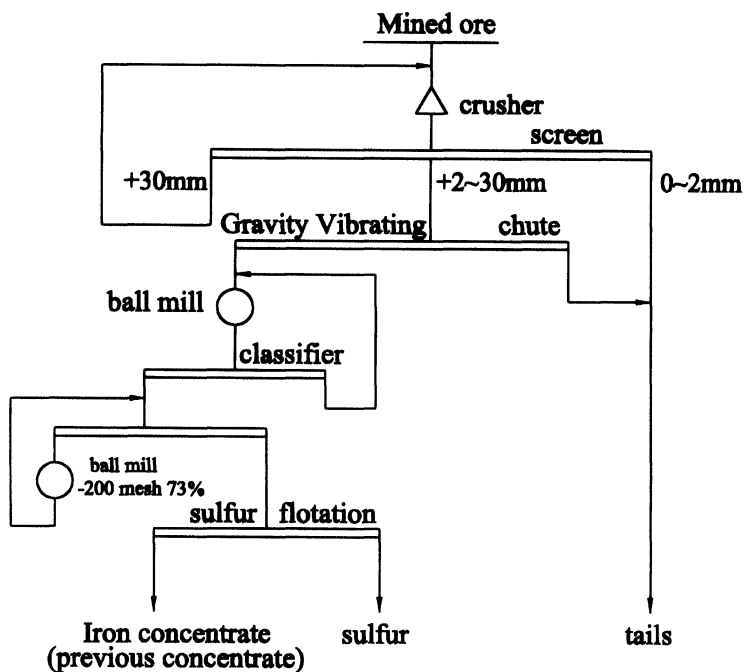 Mined ore
crusher
screen
+30mm
+2~30mm
0~2mm
Gravity Vibrating chute
ball mill
classifier
ball mill
-200 mesh 73%
sulfur flotation
Iron concentrate
(previous concentrate)
sulfur
tails